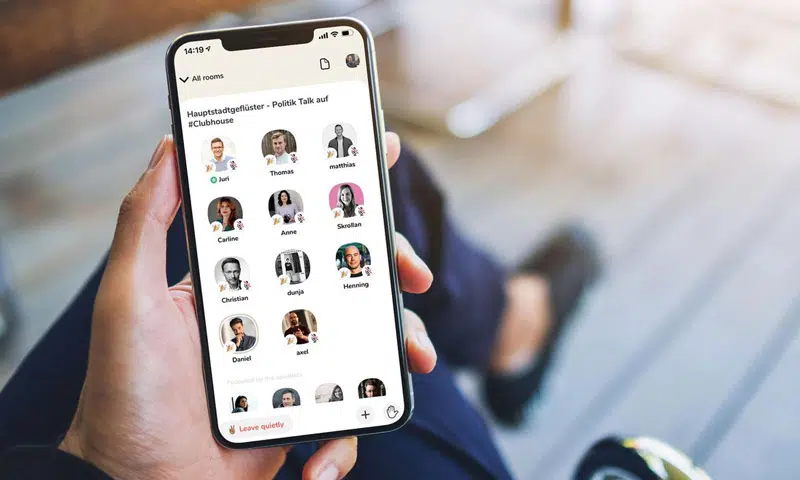 14:19
All rooms
Hauptstadtgeflüster - Politik Talk auf
#Clubhouse
Juri
Thomas
matthias
Carline
Anne
Skrollan
Christian
dunja
Henning
Daniel
axel
Followed by the speakers
Leave quietly